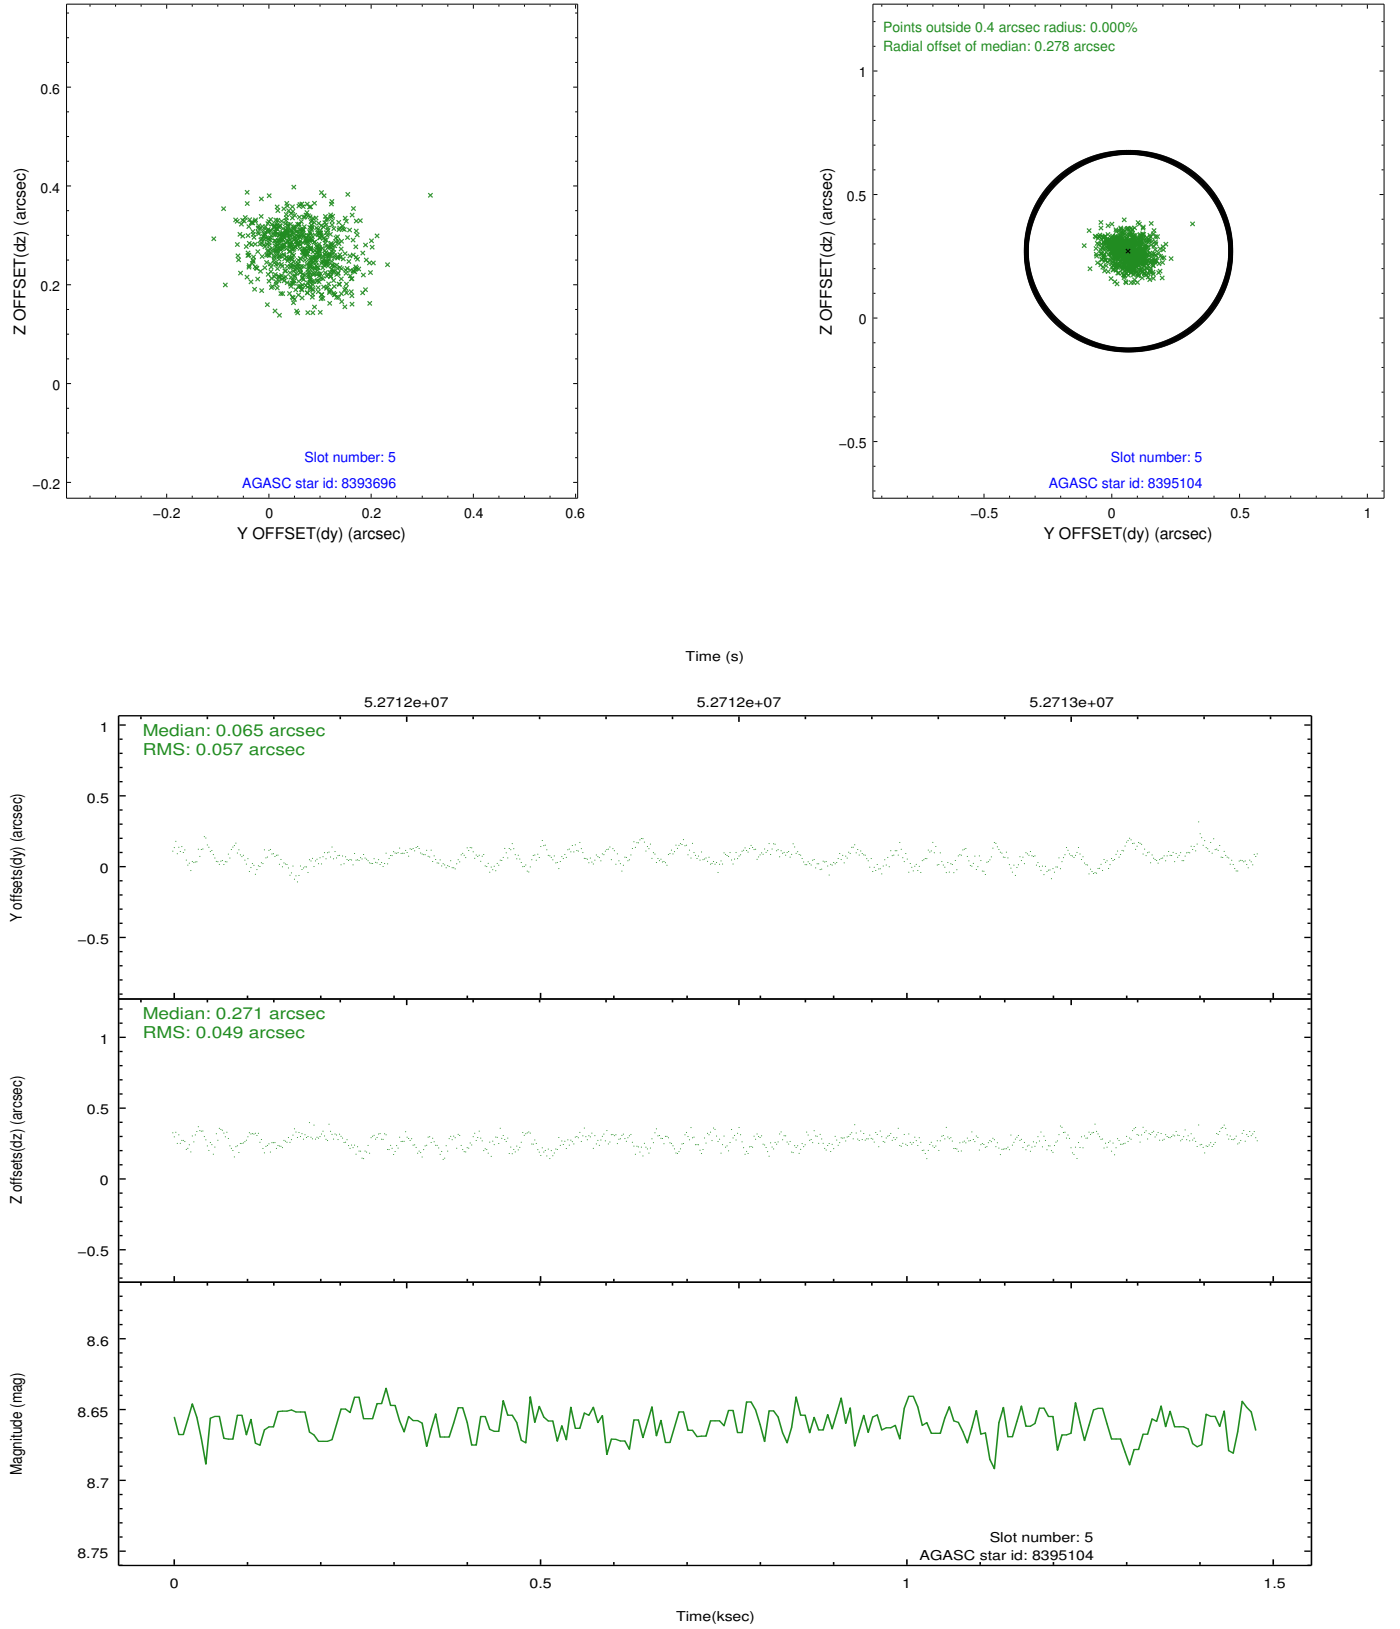 0.6
0.4
0.2
0
−0.2
Z OFFSET(dz) (arcsec)
Slot number: 5
AGASC star id: 8393696
−0.2 0 0.2 0.4 0.6
Y OFFSET(dy) (arcsec)
Points outside 0.4 arcsec radius: 0.000%
Radial offset of median: 0.278 arcsec
1
0.5
0
−0.5
Z OFFSET(dz) (arcsec)
Slot number: 5
AGASC star id: 8395104
−0.5 0 0.5 1
Y OFFSET(dy) (arcsec)
Time (s)
5.2712e+07 5.2712e+07 5.2713e+07
Median: 0.065 arcsec
RMS: 0.057 arcsec
1
0.5
0
−0.5
Y offsets(dy) (arcsec)
Median: 0.271 arcsec
RMS: 0.049 arcsec
1
0.5
0
−0.5
Z offsets(dz) (arcsec)
8.6
8.65
8.7
8.75
Magnitude (mag)
Slot number: 5
AGASC star id: 8395104
0 0.5 1 1.5
Time(ksec)